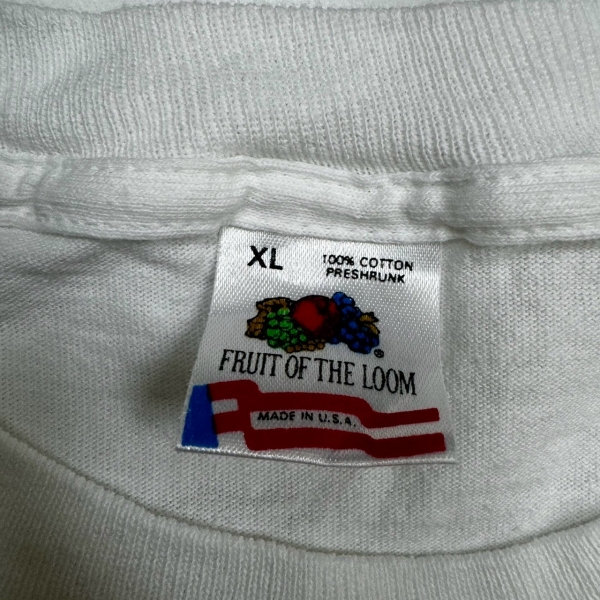 XL
100% COTTON
PRESHRUNK
®
FRUIT OF THE LOOM
MADE IN U.S.A.